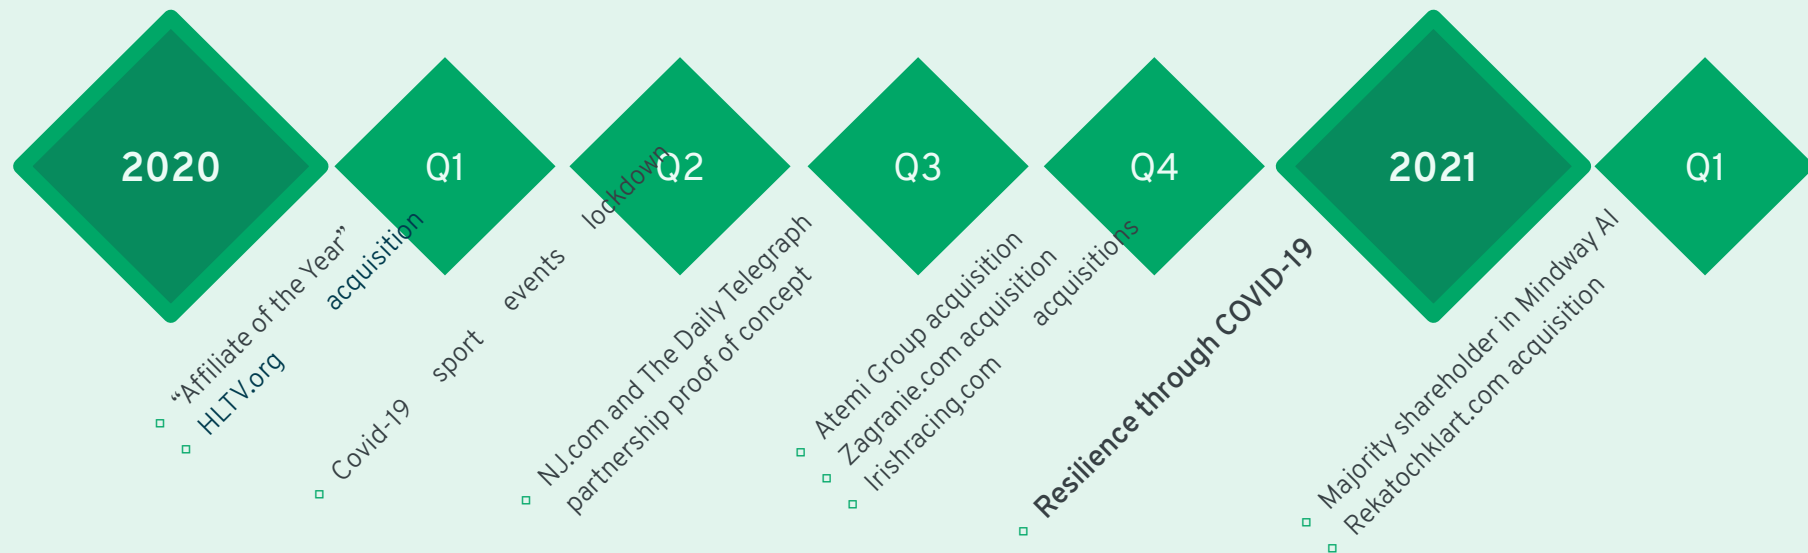 2020
Q1
Q2
Q3
Q4
2021
Q1
“Affiliate of the Year”
HLTV.org acquisition
Covid-19 sport events lockdown
NJ.com and The Daily Telegraph
partnership proof of concept
Atemi Group acquisition
Zagranie.com acquisition
Irishracing.com acquisitions
Resilience through COVID-19
Majority shareholder in Mindway AI
Rekatochklart.com acquisition